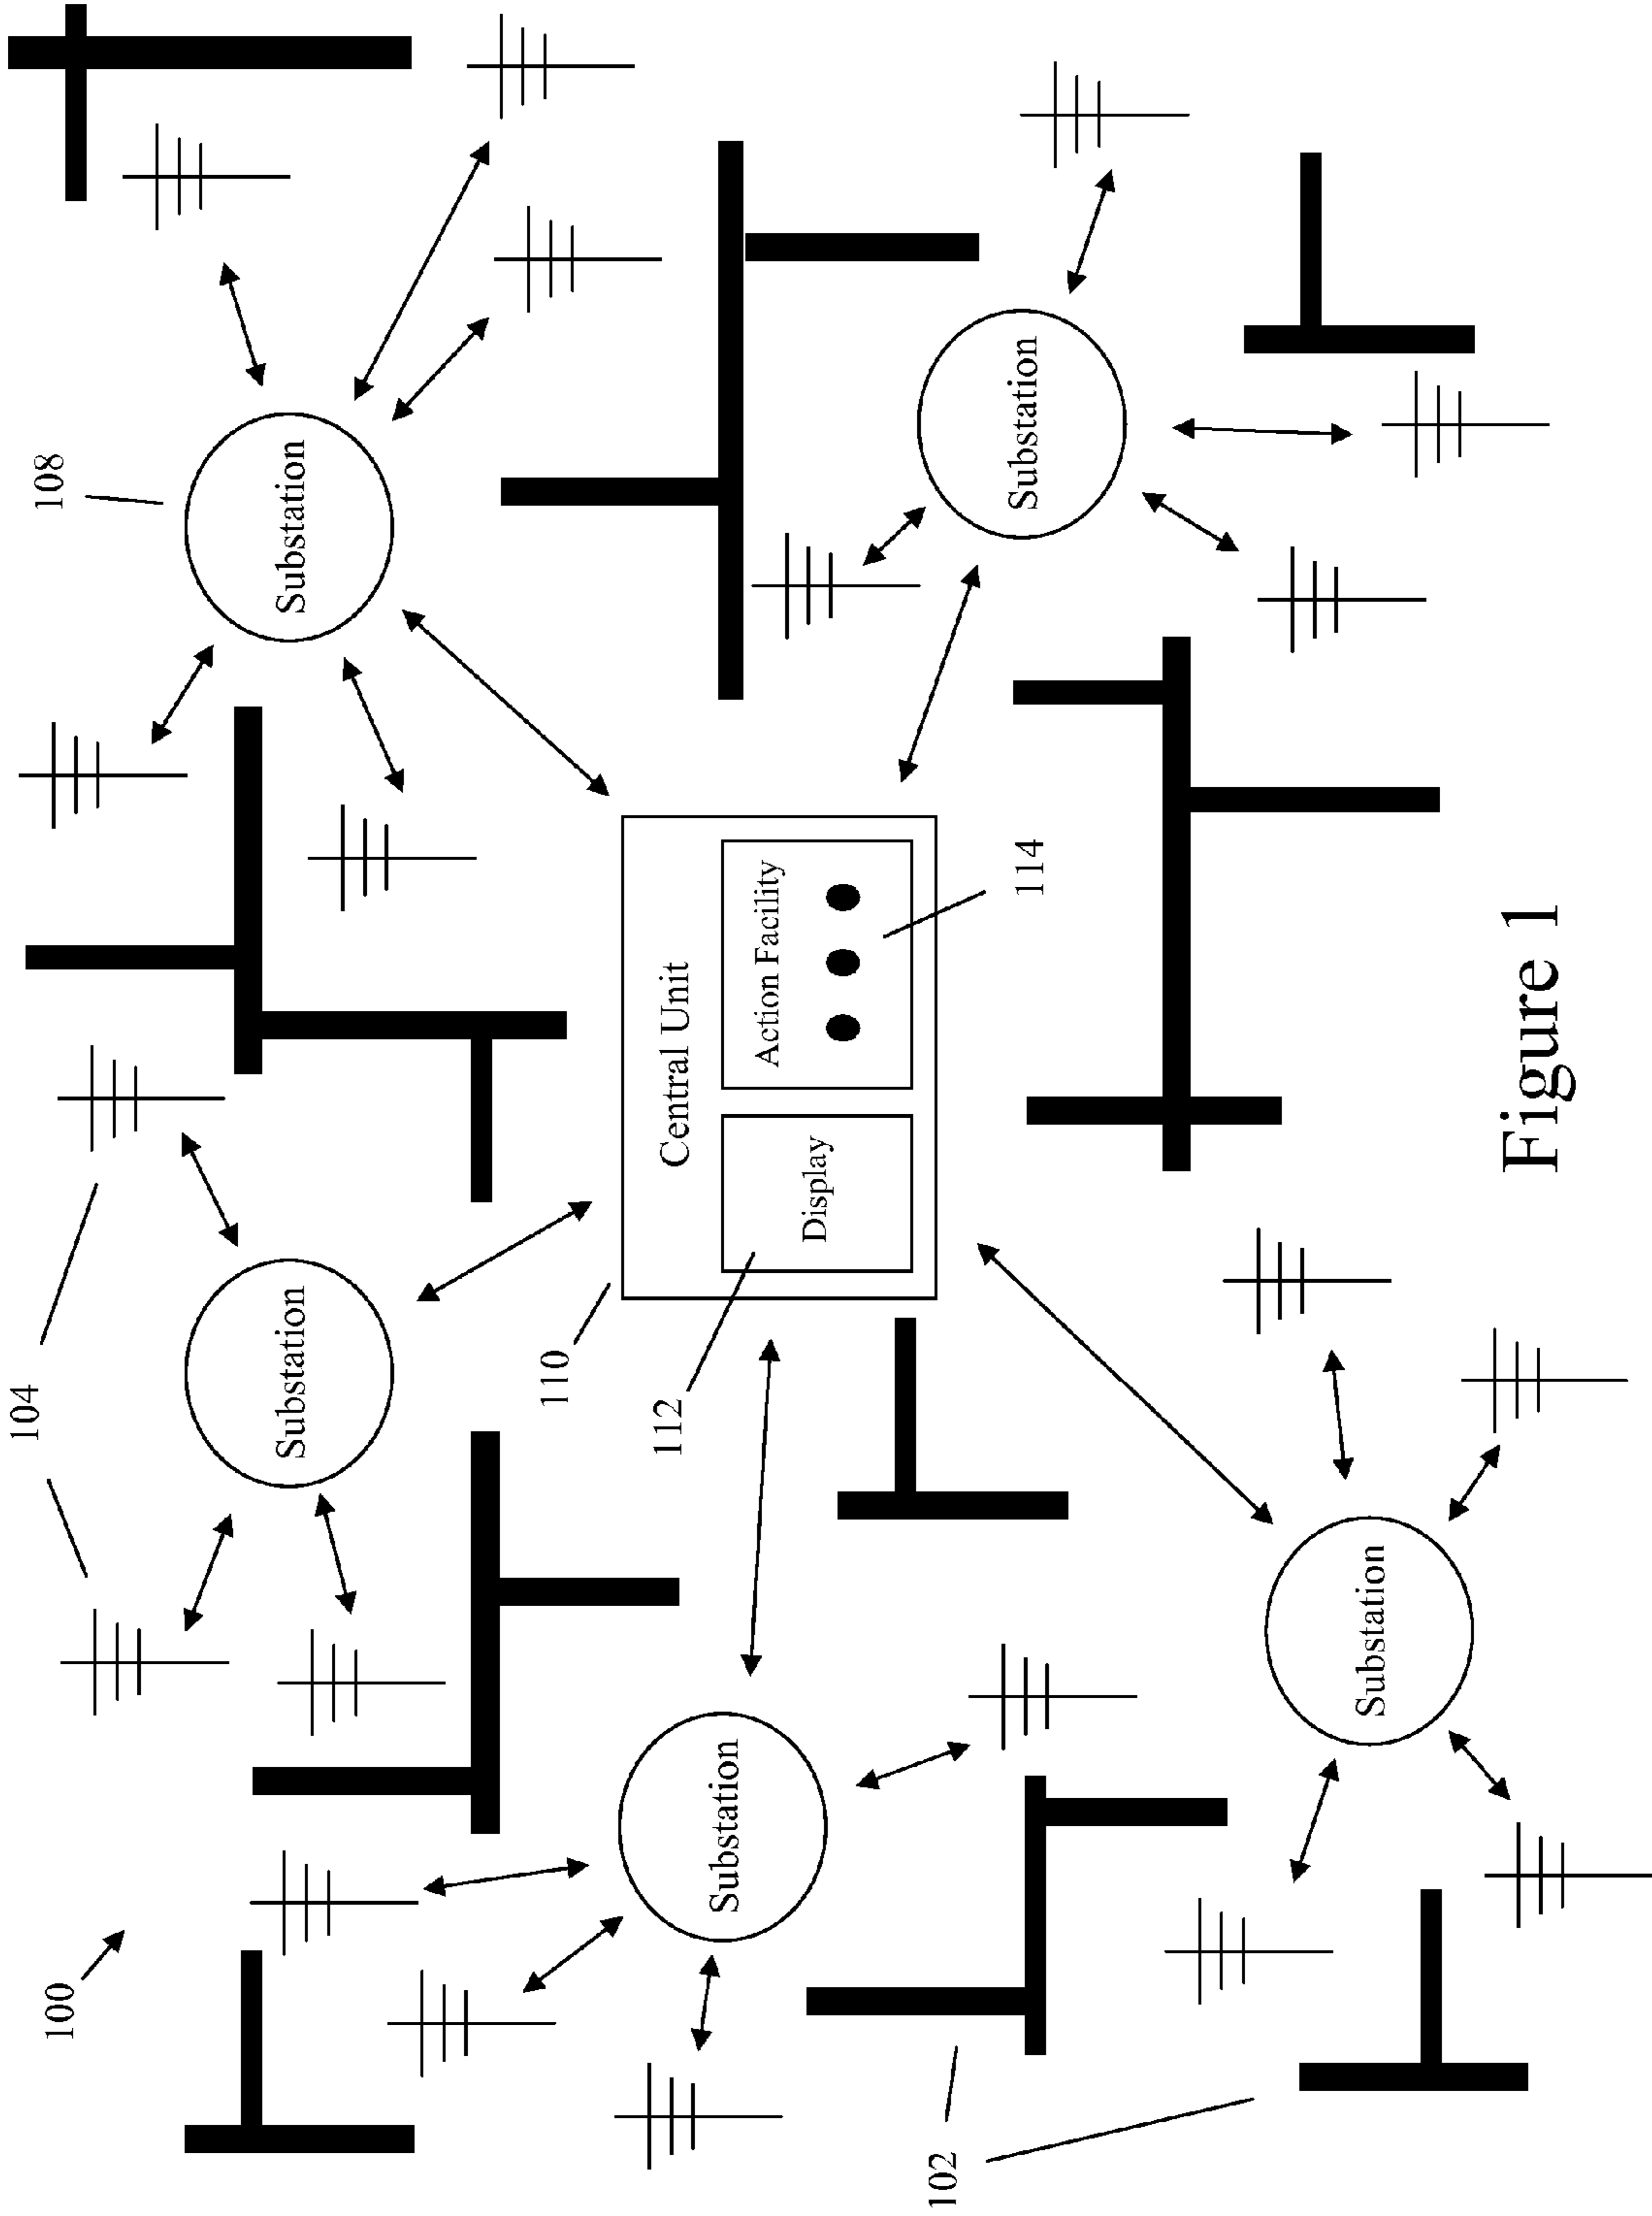 100
104
108
Substation
Substation
110
112
Central Unit
Substation
Display
Action Facility
102
114
Substation
Substation
Figure 1